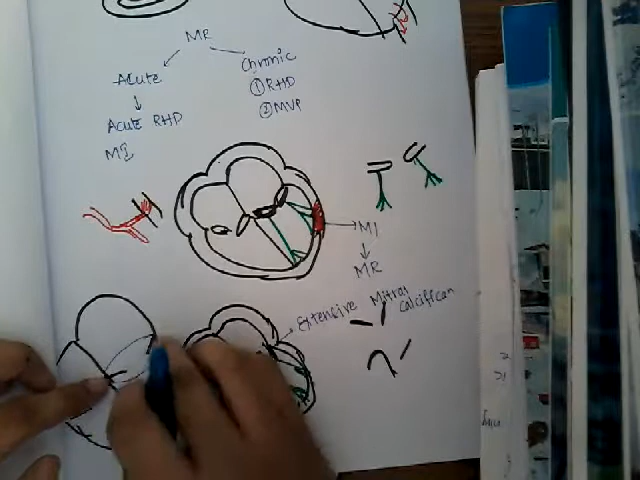 MR
Acute
Chronic
① RHD
② MVP
Acute RHD
MI
MI
MR
Extensive Mitral
calcification